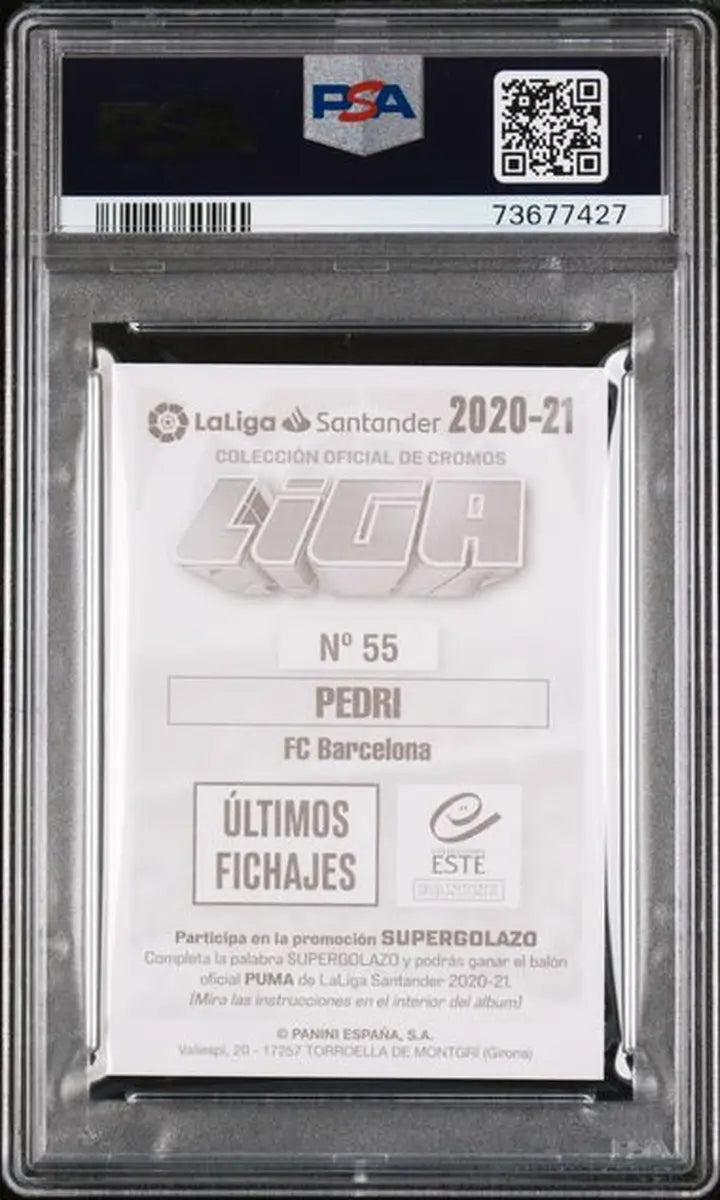 PSA
73677427
LaLiga Santander 2020-21
COLECCIÓN OFICIAL DE CROMOS
LiGA
Nº 55
PEDRI
FC Barcelona
ÚLTIMOS
FICHAJES
ESTE
Participa en la promoción SUPERGOLAZO
Completa la palabra SUPERGOLAZO y podrás ganar el balón
oficial PUMA de LaLiga Santander 2020-21.
(Mira las instrucciones en el interior del álbum)
© PANINI ESPAÑA, S.A.
Vallespí, 20 - 17257 TORROELLA DE MONTGRÍ (Girona)
PSA